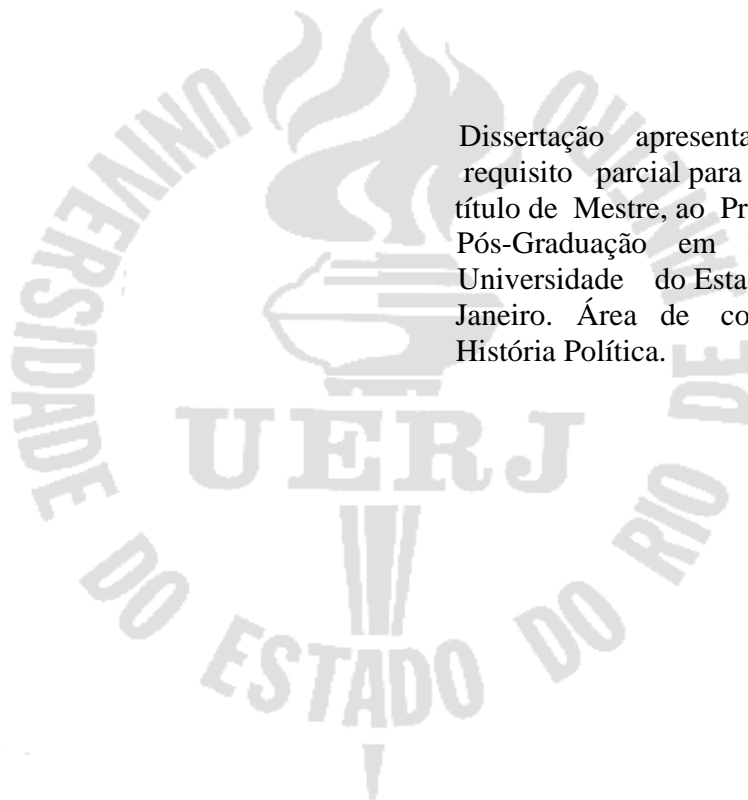 Dissertação apresenta
requisito parcial para
título de Mestre, ao Pr
Pós-Graduação em
Universidade do Esta
Janeiro. Área de co
História Política.
UNIVERSIDADE DO ESTADO DO RIO DE JANEIRO
UERJ